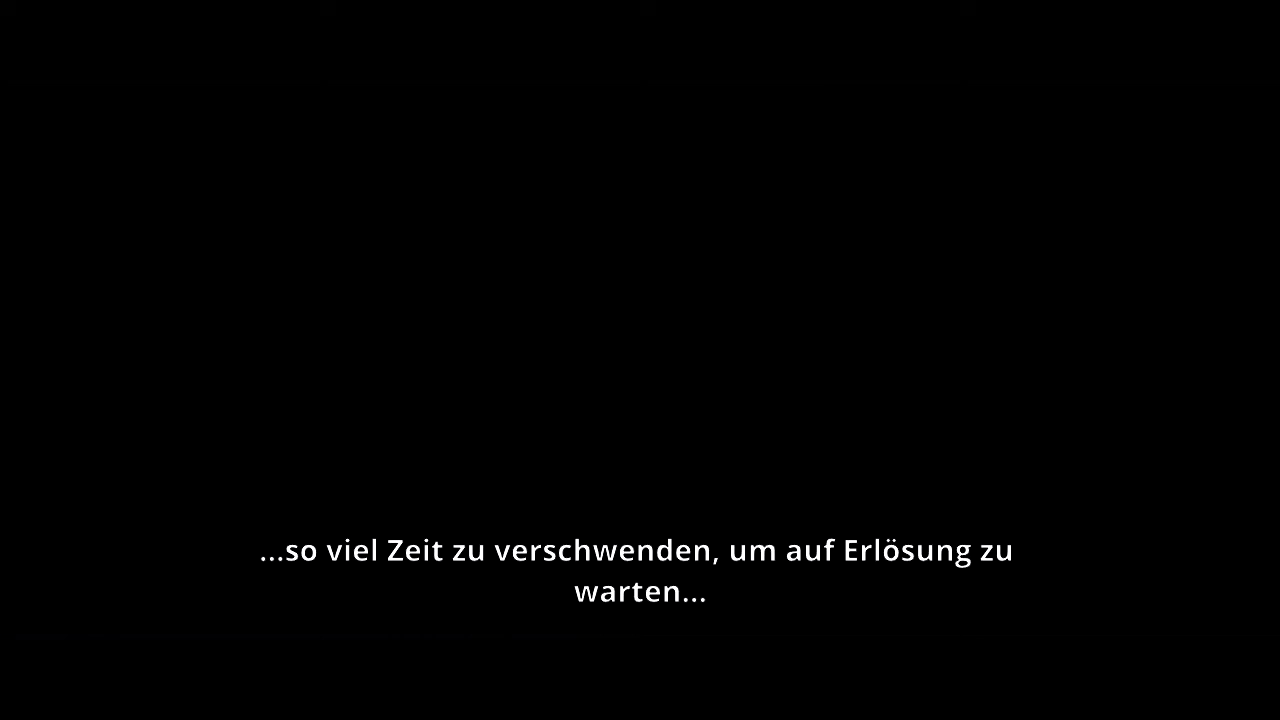 ...so viel Zeit zu verschwenden, um auf Erlösung zu
warten...